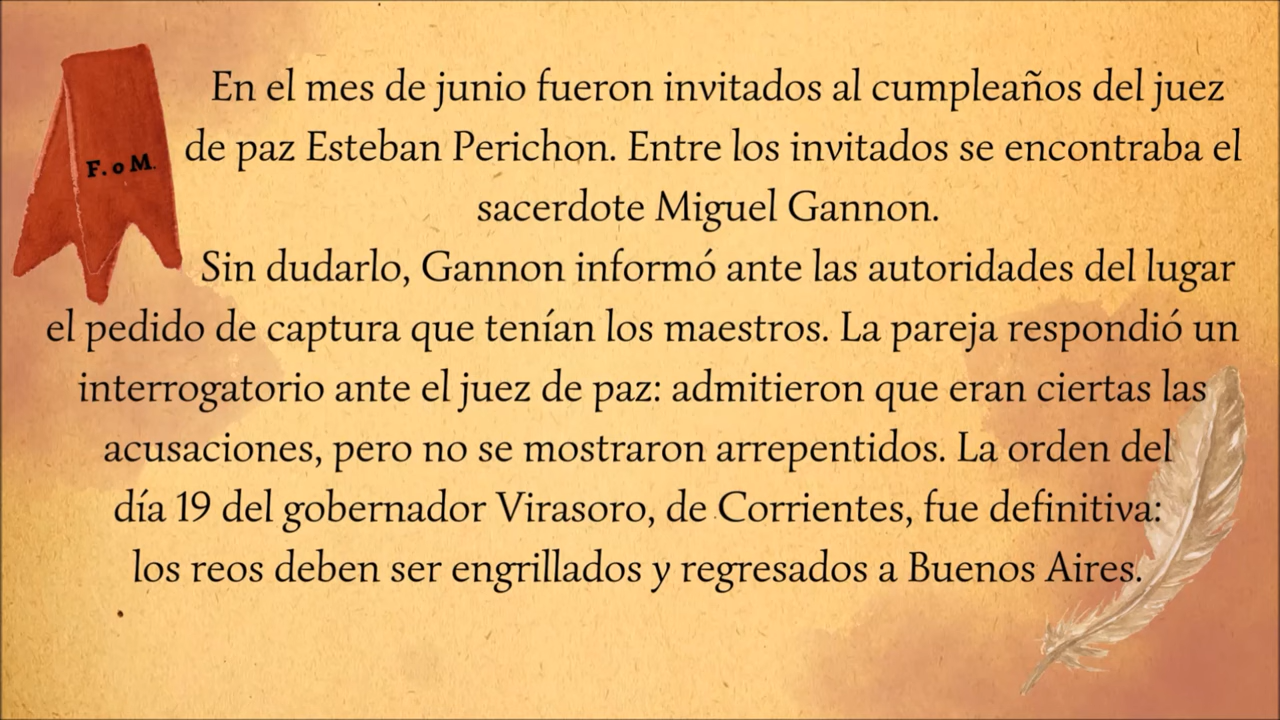 En el mes de junio fueron invitados al cumpleaños del juez
de paz Esteban Perichon. Entre los invitados se encontraba el
sacerdote Miguel Gannon.
F. o M.
Sin dudarlo, Gannon informó ante las autoridades del lugar
el pedido de captura que tenían los maestros. La pareja respondió un
interrogatorio ante el juez de paz: admitieron que eran ciertas las
acusaciones, pero no se mostraron arrepentidos. La orden del
día 19 del gobernador Virasoro, de Corrientes, fue definitiva:
los reos deben ser engrillados y regresados a Buenos Aires.